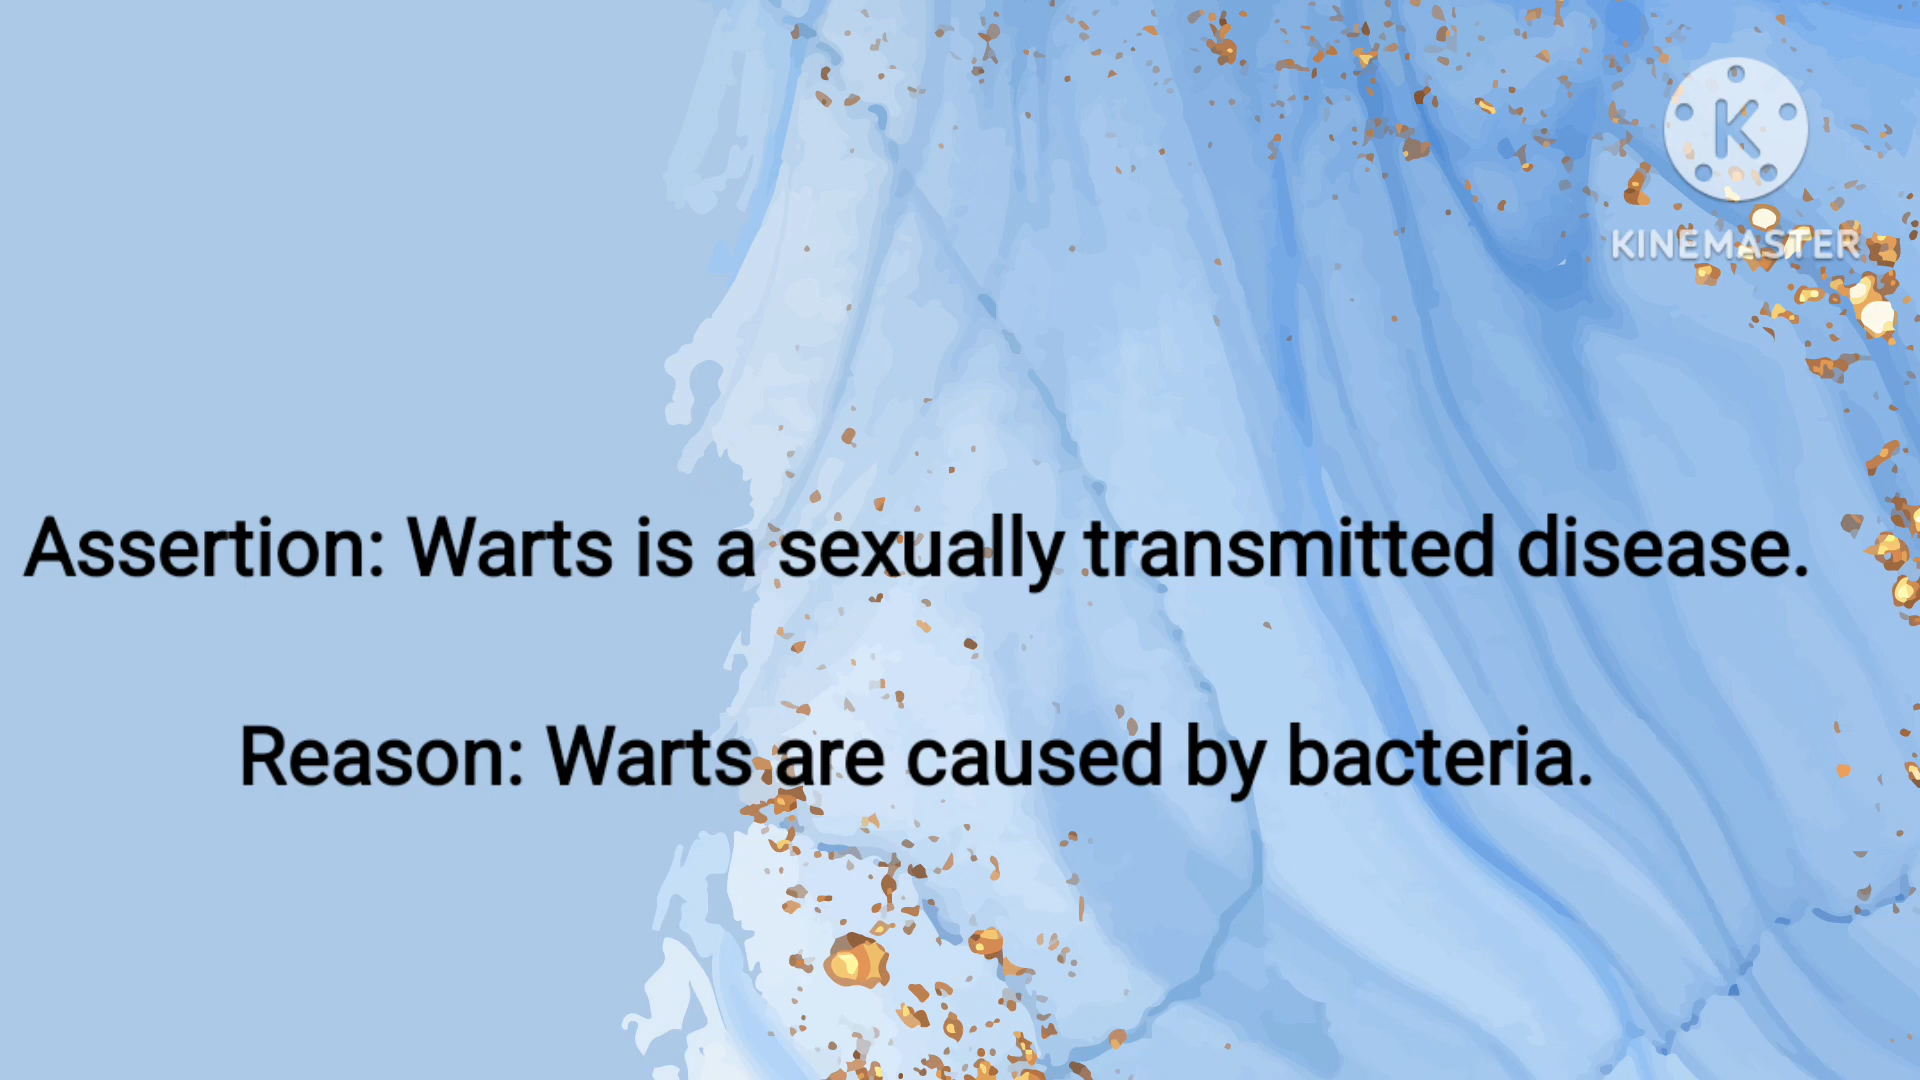 K
KINEMASTER
Assertion: Warts is a sexually transmitted disease.
Reason: Warts are caused by bacteria.